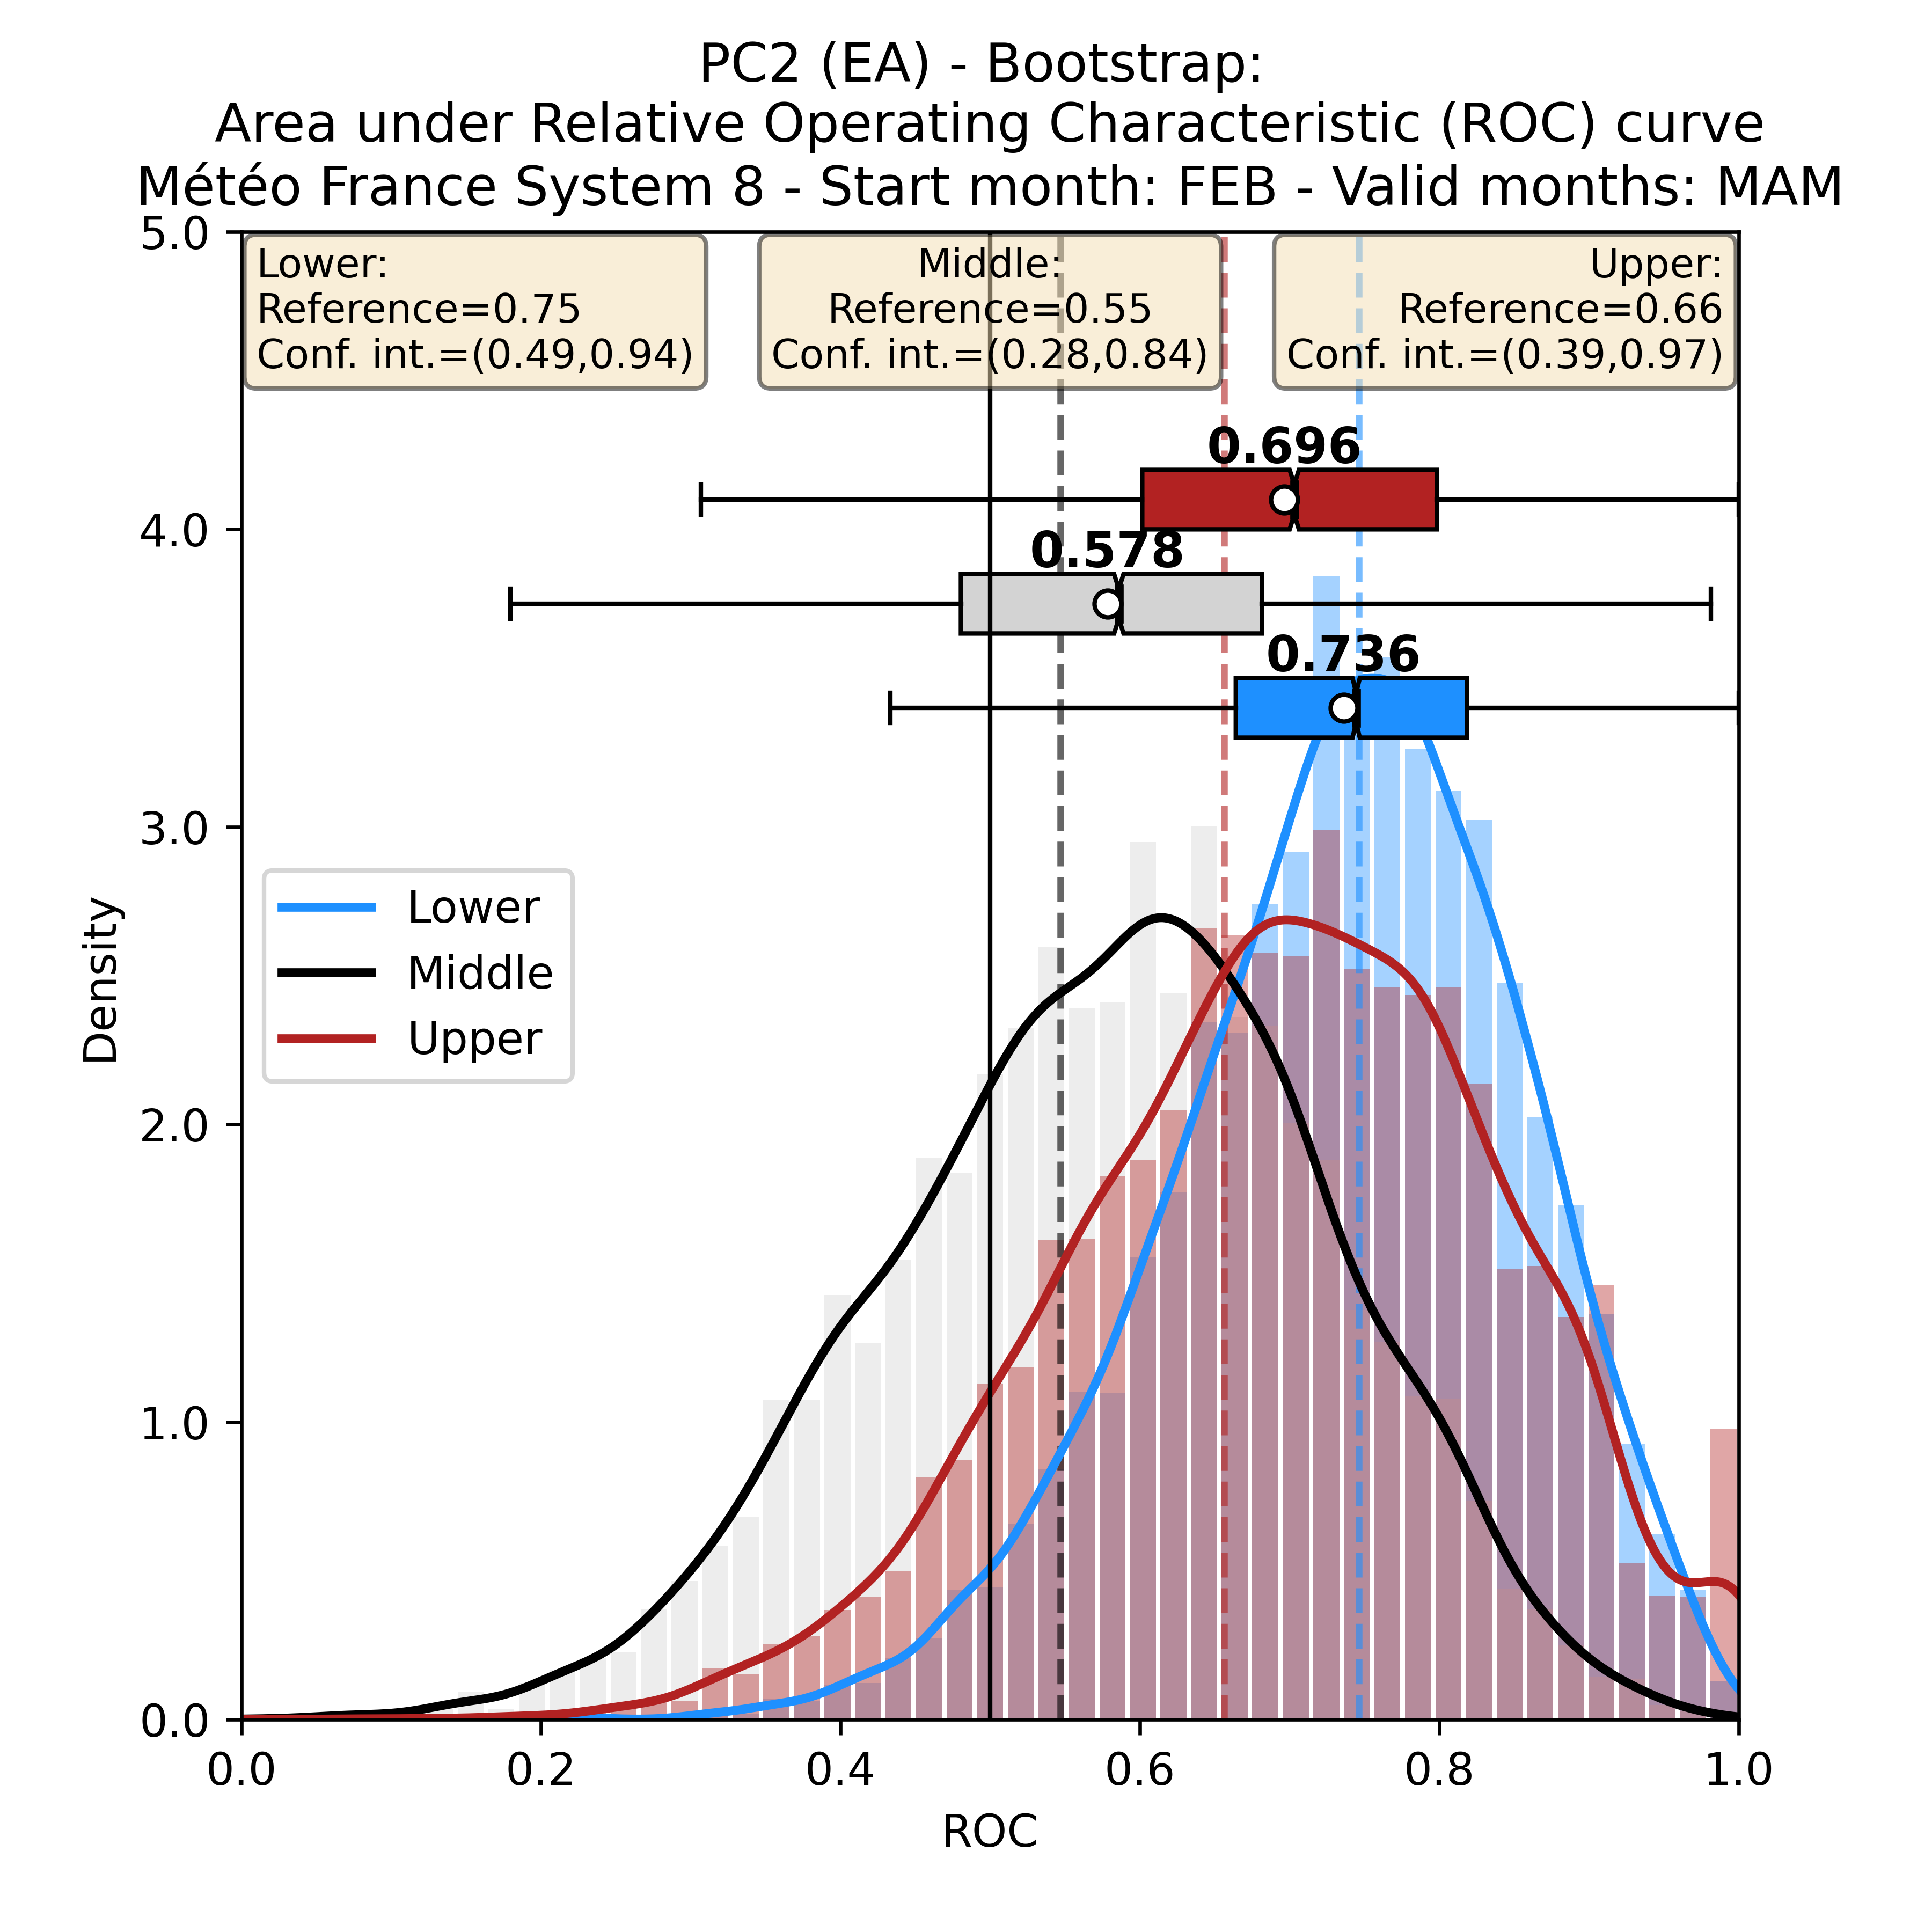 PC2 (EA) - Bootstrap:
Area under Relative Operating Characteristic (ROC) curve
Météo France System 8 - Start month: FEB - Valid months: MAM
Lower:
Reference=0.75
Conf. int.=(0.49,0.94)
Middle:
Reference=0.55
Conf. int.=(0.28,0.84)
Upper:
Reference=0.66
Conf. int.=(0.39,0.97)
0.696
0.578
0.736
Lower
Middle
Upper
Density
5.0
4.0
3.0
2.0
1.0
0.0
0.0
0.2
0.4
0.6
0.8
1.0
ROC